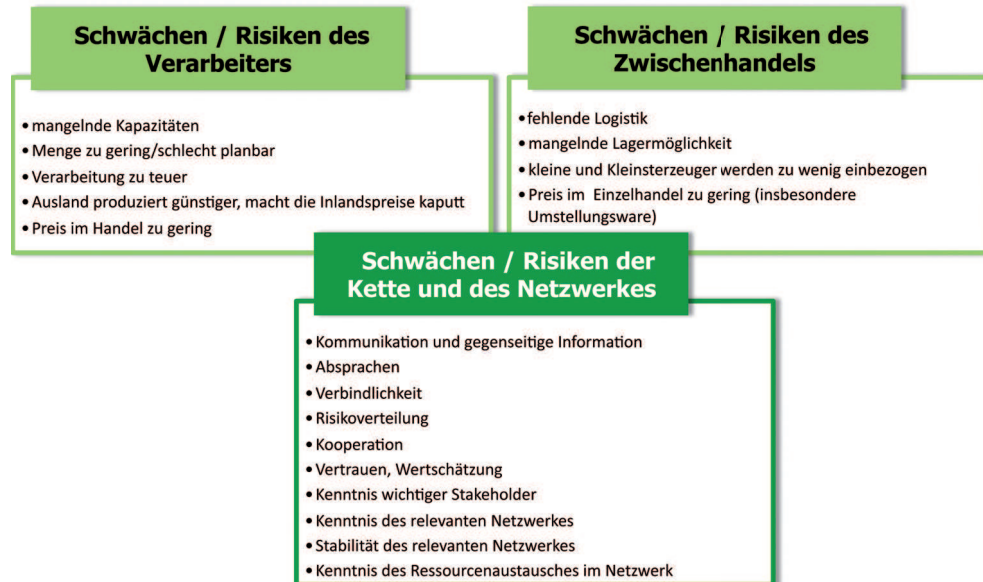 Schwächen / Risiken des
Verarbeiters
• mangelnde Kapazitäten
• Menge zu gering/schlecht planbar
• Verarbeitung zu teuer
• Ausland produziert günstiger, macht die Inlandspreise kaputt
• Preis im Handel zu gering
Schwächen / Risiken des
Zwischenhandels
• fehlende Logistik
• mangelnde Lagermöglichkeit
• kleine und Kleinsterzeuger werden zu wenig einbezogen
• Preis im Einzelhandel zu gering (insbesondere
Umstellungsware)
Schwächen / Risiken der
Kette und des Netzwerkes
• Kommunikation und gegenseitige Information
• Absprachen
• Verbindlichkeit
• Risikoverteilung
• Kooperation
• Vertrauen, Wertschätzung
• Kenntnis wichtiger Stakeholder
• Kenntnis des relevanten Netzwerkes
• Stabilität des relevanten Netzwerkes
• Kenntnis des Ressourcenaustausches im Netzwerk